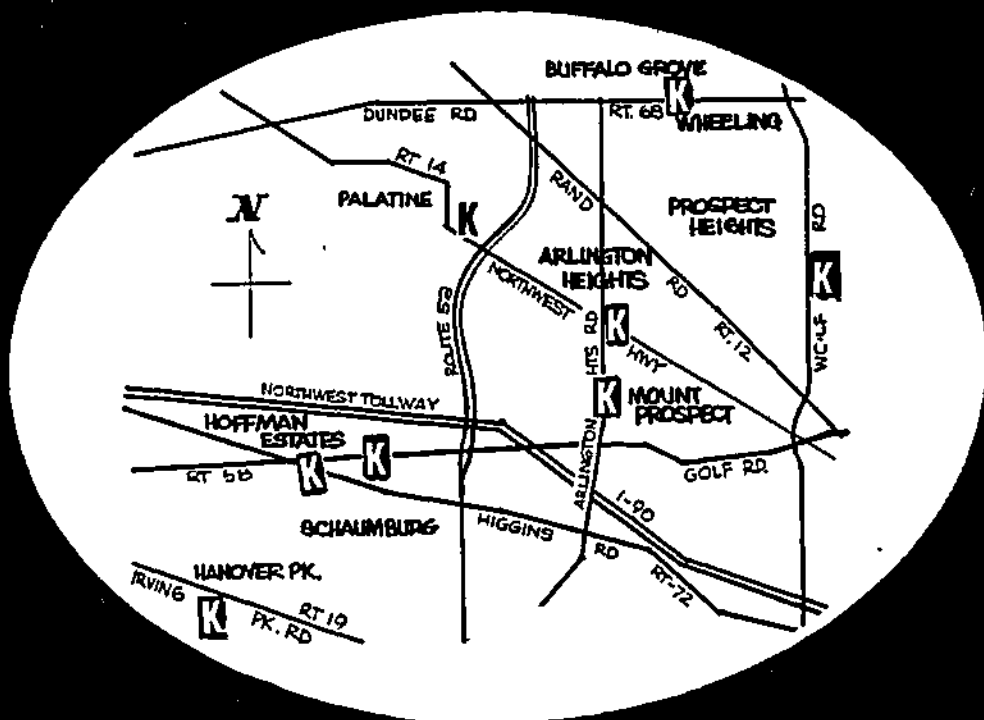 BUFFALO GROVE
K
DUNDEE RD
RT. 68
WHEELING
RT 14
RAND
PALATINE
K
PROSPECT
HEIGHTS
RD
N
ARLINGTON
HEIGHTS
K
NORTHWEST
RD
ROUTE 53
HTS RD
K
HWY
RT. 12
WOLF
NORTHWEST TOLLWAY
K
MOUNT
PROSPECT
HOFFMAN
ESTATES
K
K
ARLINGTON
RT 58
GOLF RD.
I-90
SCHAUMBURG
HIGGINS
RD
RT-72
HANOVER PK.
IRVING
K
PK. RD
RT 19